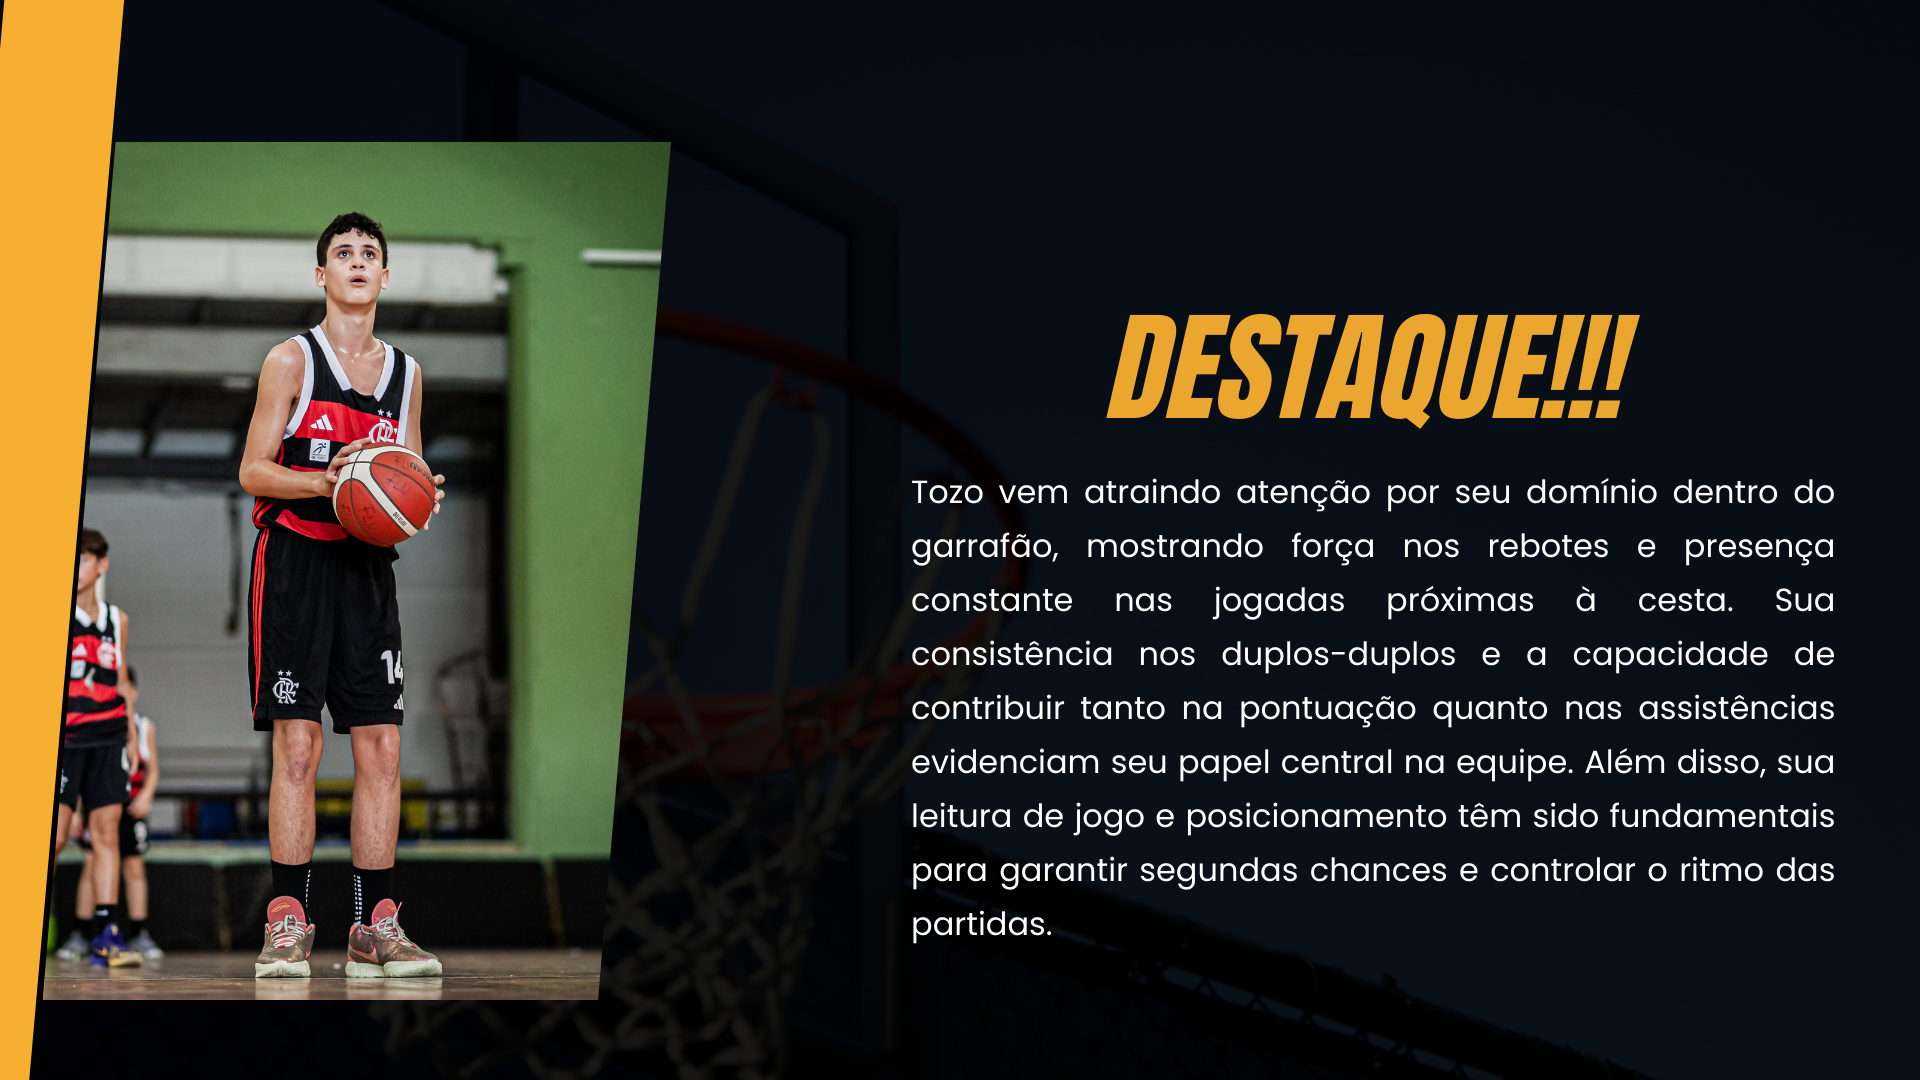 DESTAQUE!!!
Tozo vem atraindo atenção por seu domínio dentro do
garrafão, mostrando força nos rebotes e presença
constante nas jogadas próximas à cesta. Sua
consistência nos duplos-duplos e a capacidade de
contribuir tanto na pontuação quanto nas assistências
evidenciam seu papel central na equipe. Além disso, sua
leitura de jogo e posicionamento têm sido fundamentais
para garantir segundas chances e controlar o ritmo das
partidas.
14